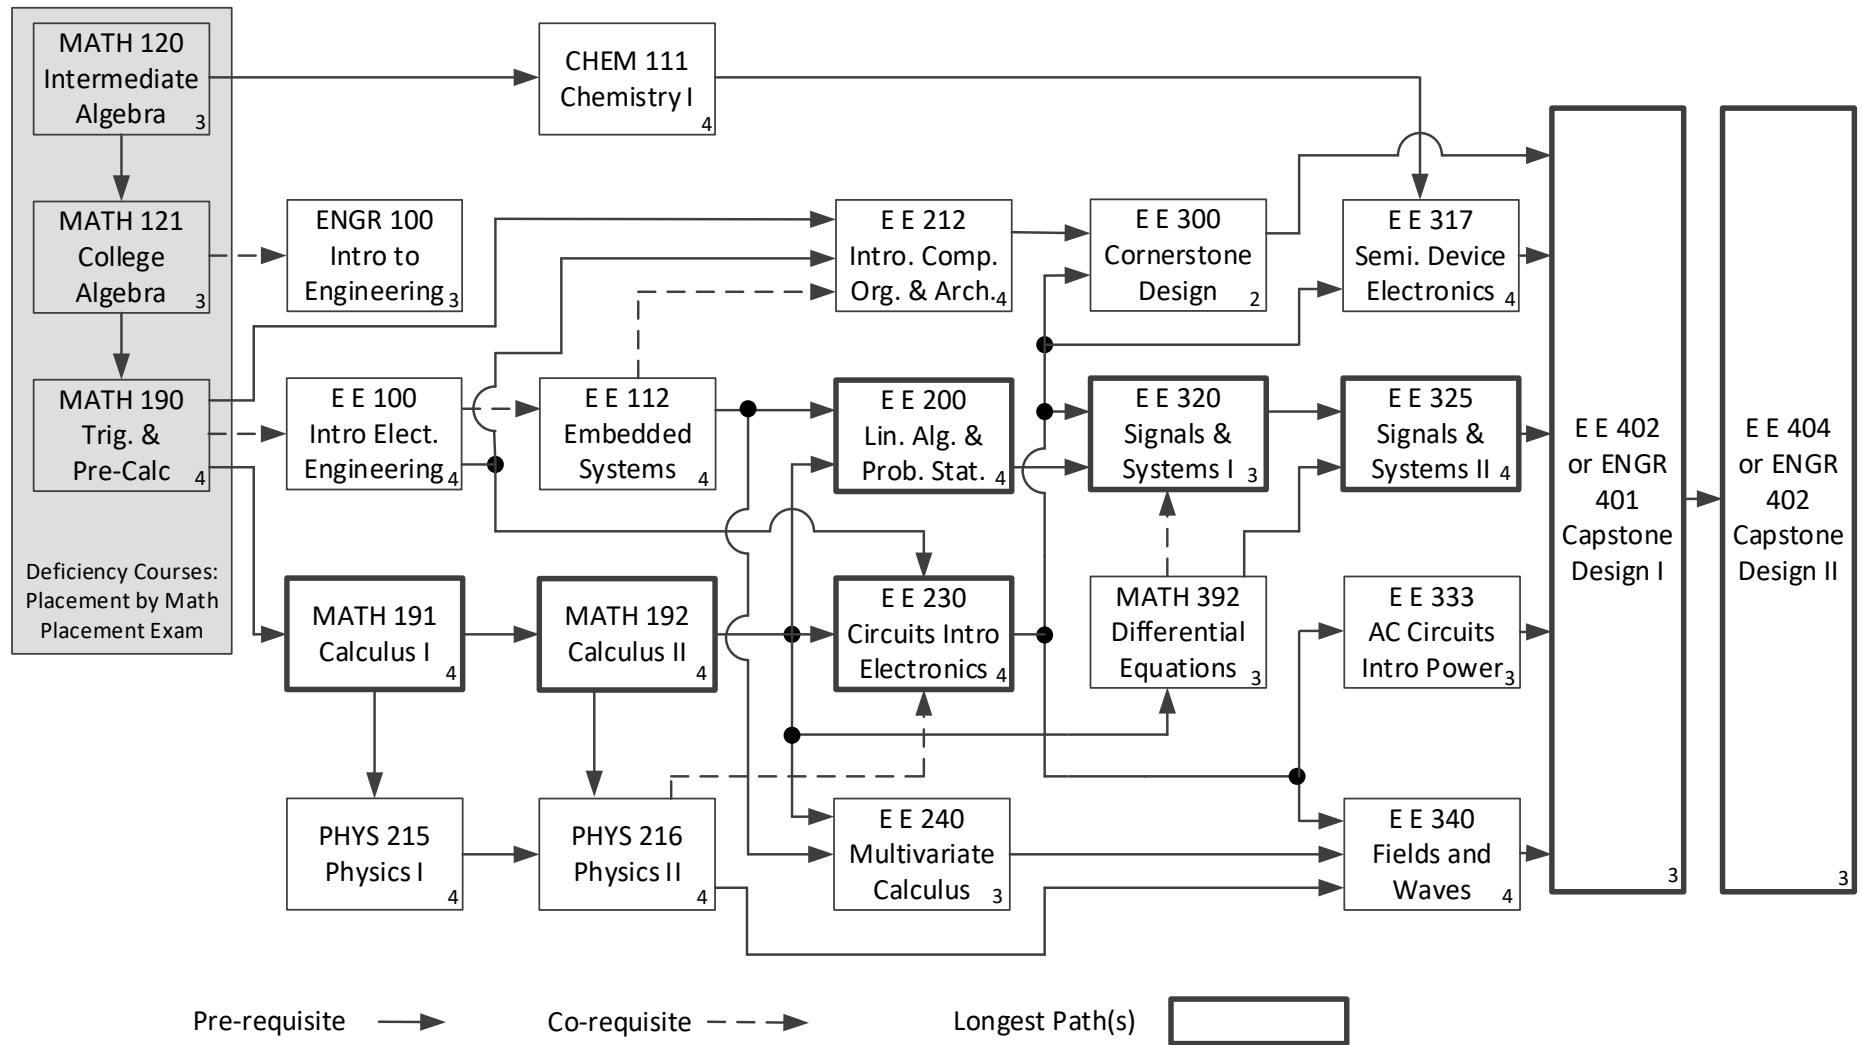 MATH 120
Intermediate
Algebra
3
CHEM 111
Chemistry I
4
MATH 121
College
Algebra
3
ENGR 100
Intro to
Engineering
3
E E 212
Intro. Comp.
Org. & Arch.
4
E E 300
Cornerstone
Design
2
E E 317
Semi. Device
Electronics
4
MATH 190
Trig. &
Pre-Calc
4
E E 100
Intro Elect.
Engineering
4
E E 112
Embedded
Systems
4
E E 200
Lin. Alg. &
Prob. Stat.
4
E E 320
Signals &
Systems I
3
E E 325
Signals &
Systems II
4
E E 402
or ENGR
401
Capstone
Design I
3
E E 404
or ENGR
402
Capstone
Design II
3
Deficiency Courses:
Placement by Math
Placement Exam
MATH 191
Calculus I
4
MATH 192
Calculus II
4
E E 230
Circuits Intro
Electronics
4
MATH 392
Differential
Equations
3
E E 333
AC Circuits
Intro Power
3
PHYS 215
Physics I
4
PHYS 216
Physics II
4
E E 240
Multivariate
Calculus
3
E E 340
Fields and
Waves
4
Pre-requisite
Co-requisite
Longest Path(s)